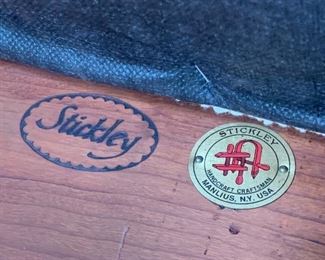 Stickley
STICKLEY
HANDCRAFT CRAFTSMAN
MANLIUS, N.Y. USA